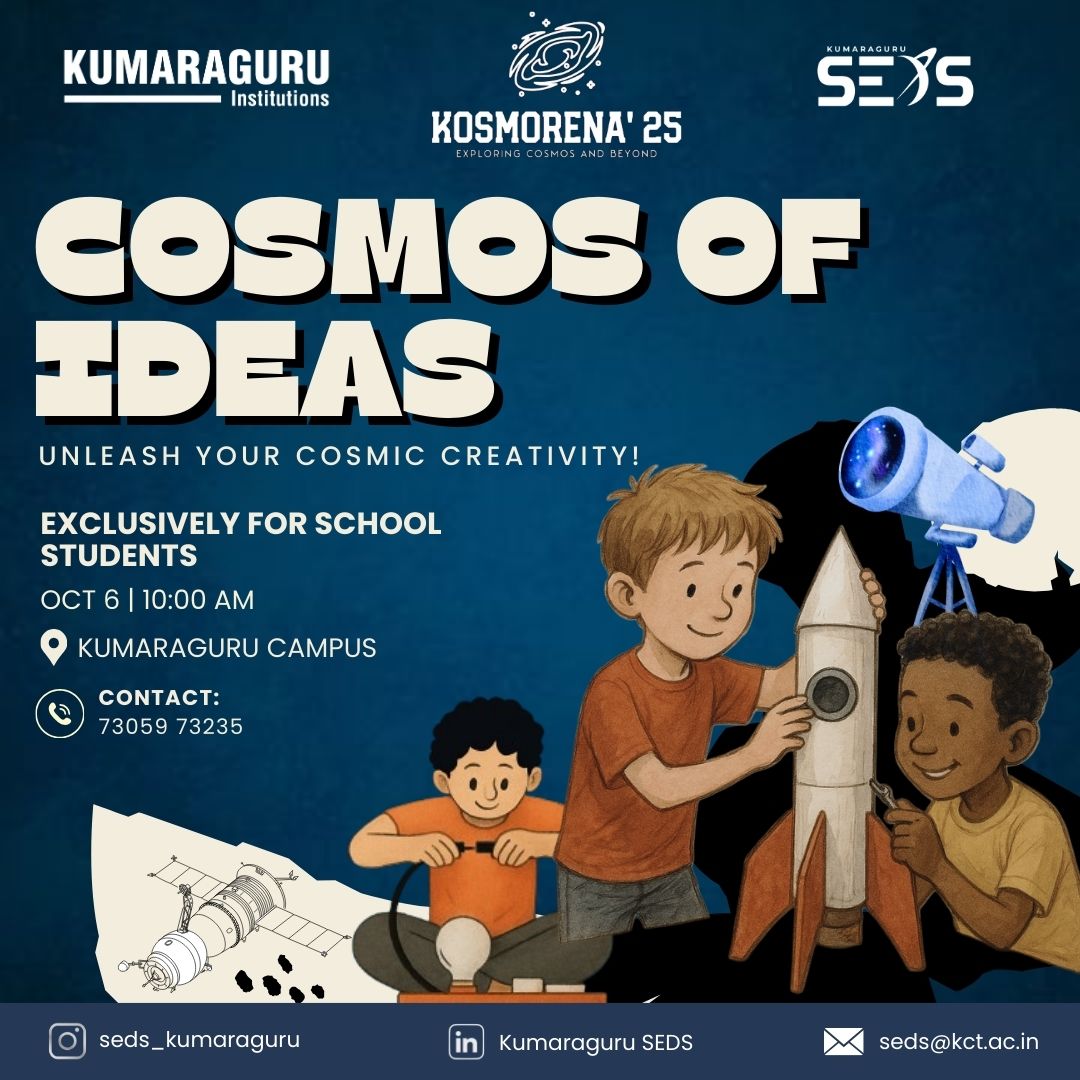 KUMARAGURU
Institutions
KOSMORENA' 25
EXPLORING COSMOS AND BEYOND
KUMARAGURU
SEDS
COSMOS OF
IDEAS
UNLEASH YOUR COSMIC CREATIVITY!
EXCLUSIVELY FOR SCHOOL
STUDENTS
OCT 6 | 10:00 AM
KUMARAGURU CAMPUS
CONTACT:
73059 73235
seds_kumaraguru
in
Kumaraguru SEDS
seds@kct.ac.in